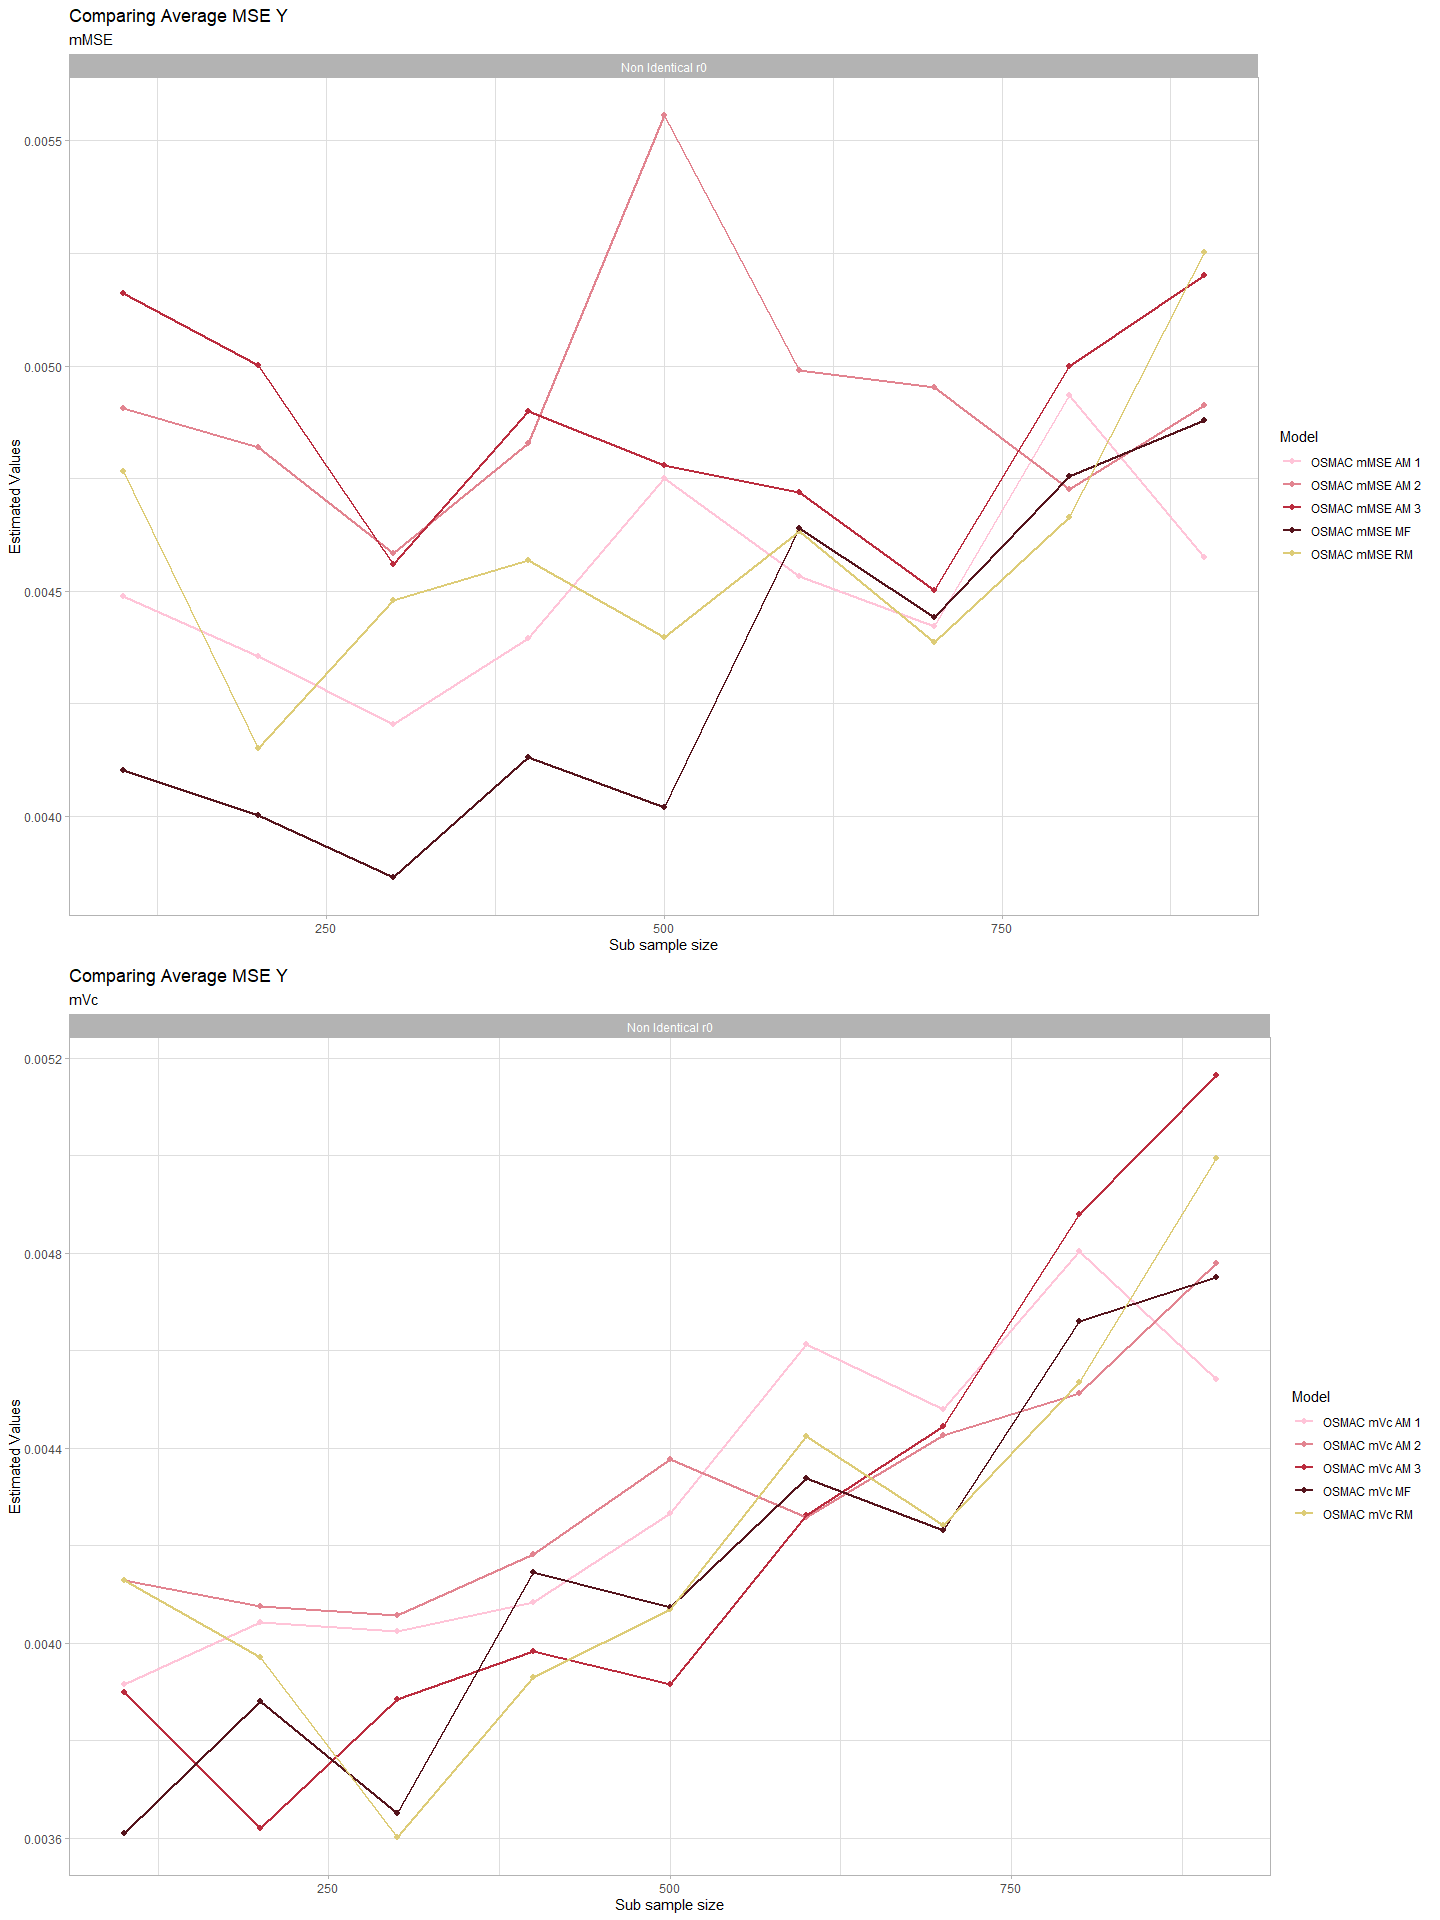 Comparing Average MSE Y
mMSE
Non Identical r0
0.0055
0.0050
0.0045
0.0040
Estimated Values
250
500
750
Sub sample size
Model
OSMAC mMSE AM 1
OSMAC mMSE AM 2
OSMAC mMSE AM 3
OSMAC mMSE MF
OSMAC mMSE RM
Comparing Average MSE Y
mVc
Non Identical r0
0.0052
0.0048
0.0044
0.0040
0.0036
Estimated Values
250
500
750
Sub sample size
Model
OSMAC mVc AM 1
OSMAC mVc AM 2
OSMAC mVc AM 3
OSMAC mVc MF
OSMAC mVc RM